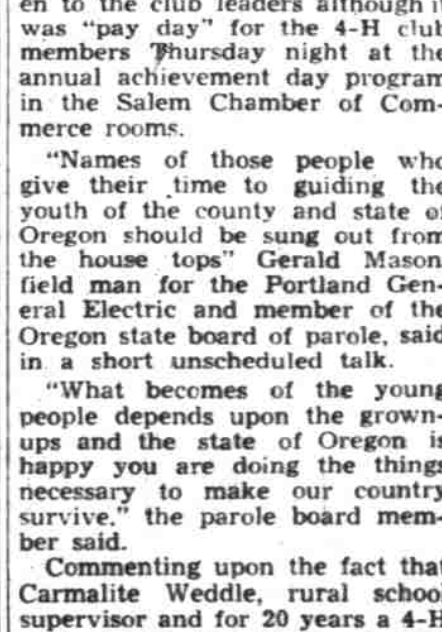 en to the club leaders although i
was "pay day" for the 4-H club
members Thursday night at the
annual achievement day program
in the Salem Chamber of Com-
merce rooms.
"Names of those people who
give their time to guiding the
youth of the county and state of
Oregon should be sung out from
the house tops" Gerald Mason,
field man for the Portland Gen-
eral Electric and member of the
Oregon state board of parole, said
in a short unscheduled talk.
"What becomes of the young
people depends upon the grown-
ups and the state of Oregon is
happy you are doing the things
necessary to make our country
survive," the parole board mem-
ber said.
Commenting upon the fact that
Carmalite Weddle, rural school
supervisor and for 20 years a 4-H